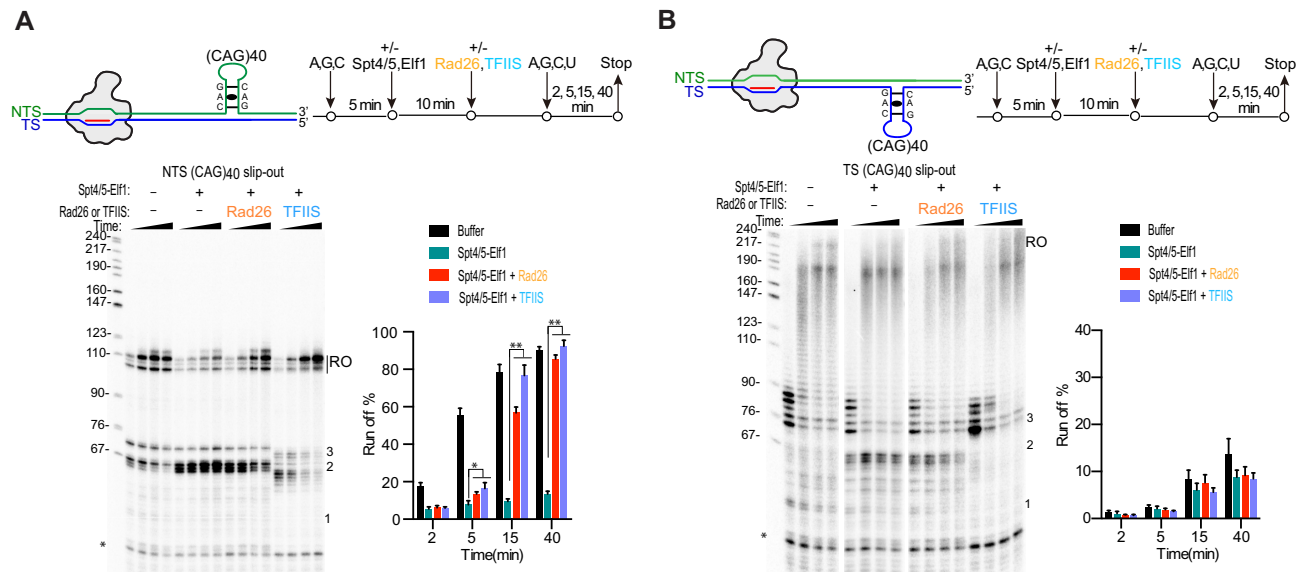 A
(CAG)40
G A C
C A G
NTS
TS
3'
5'
A,G,C
+/-
Spt4/5,Elf1
+/-
Rad26,TFIIS
A,G,C,U
Stop
5 min
10 min
2, 5,15, 40
min
NTS (CAG)40 slip-out
Spt4/5-Elf1: – + + +
Rad26 or TFIIS: – – Rad26 TFIIS
Time:
240-
217-
190-
160-
147-
123-
110-
90-
76-
67-
*
RO
3
2
1
Buffer
Spt4/5-Elf1
Spt4/5-Elf1 + Rad26
Spt4/5-Elf1 + TFIIS
Run off %
100
80
60
40
20
0
*
**
**
2 5 15 40
Time(min)
B
NTS
TS
3'
5'
G A C
C A G
(CAG)40
A,G,C
+/-
Spt4/5,Elf1
+/-
Rad26,TFIIS
A,G,C,U
Stop
5 min
10 min
2, 5,15, 40
min
TS (CAG)40 slip-out
Spt4/5-Elf1: – + + +
Rad26 or TFIIS: – – Rad26 TFIIS
Time:
240-
217-
190-
160-
147-
123-
110-
90-
76-
67-
*
RO
3
2
1
Buffer
Spt4/5-Elf1
Spt4/5-Elf1 + Rad26
Spt4/5-Elf1 + TFIIS
Run off %
40
30
20
10
0
2 5 15 40
Time(min)